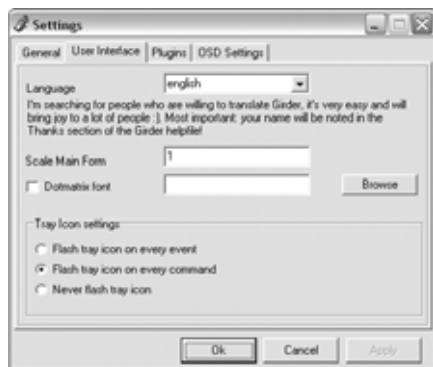 Settings
General User Interface Plugins OSD Settings
Language english
I'm searching for people who are willing to translate Girder, it's very easy and will
bring joy to a lot of people :). Most important: your name will be noted in the
Thanks section of the Girder helpfile!
Scale Main Form 1
Dotmatrix font Browse
Tray Icon settings
Flash tray icon on every event
Flash tray icon on every command
Never flash tray icon
Ok Cancel Apply